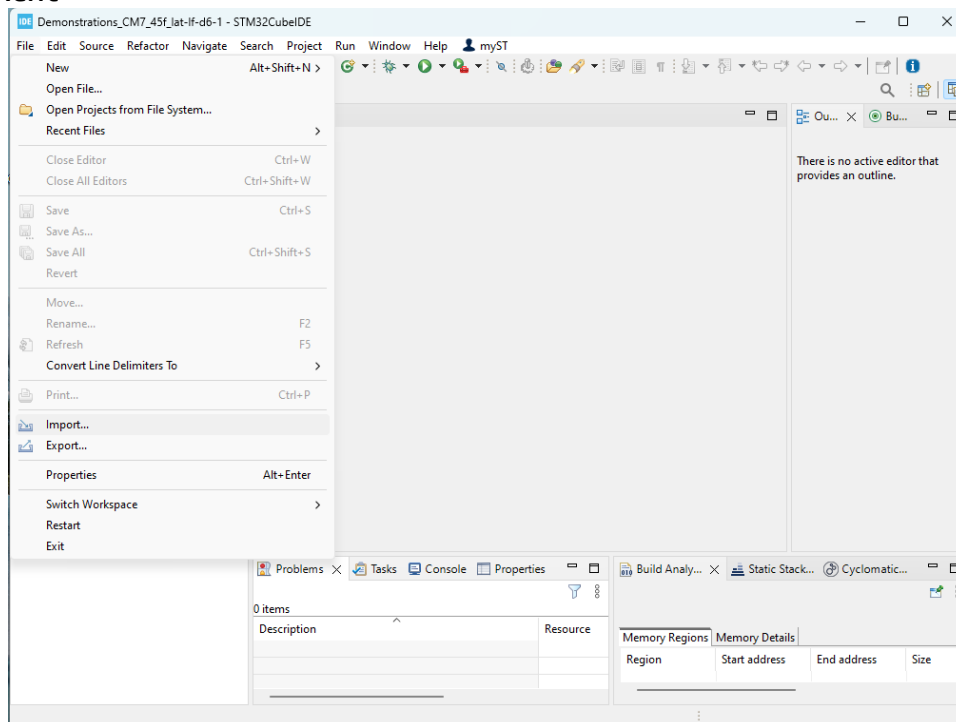 IDE Demonstrations_CM7_45f_lat-lf-d6-1 - STM32CubeIDE
File Edit Source Refactor Navigate Search Project Run Window Help myST
New Alt+Shift+N >
Open File...
Open Projects from File System...
Recent Files >
Close Editor Ctrl+W
Close All Editors Ctrl+Shift+W
Save Ctrl+S
Save As...
Save All Ctrl+Shift+S
Revert
Move...
Rename... F2
Refresh F5
Convert Line Delimiters To >
Print... Ctrl+P
Import...
Export...
Properties Alt+Enter
Switch Workspace >
Restart
Exit
Ou... Bu...
There is no active editor that
provides an outline.
Problems Tasks Console Properties
0 items
Description Resource
Build Analy... Static Stack... Cyclomatic...
Memory Regions Memory Details
Region Start address End address Size